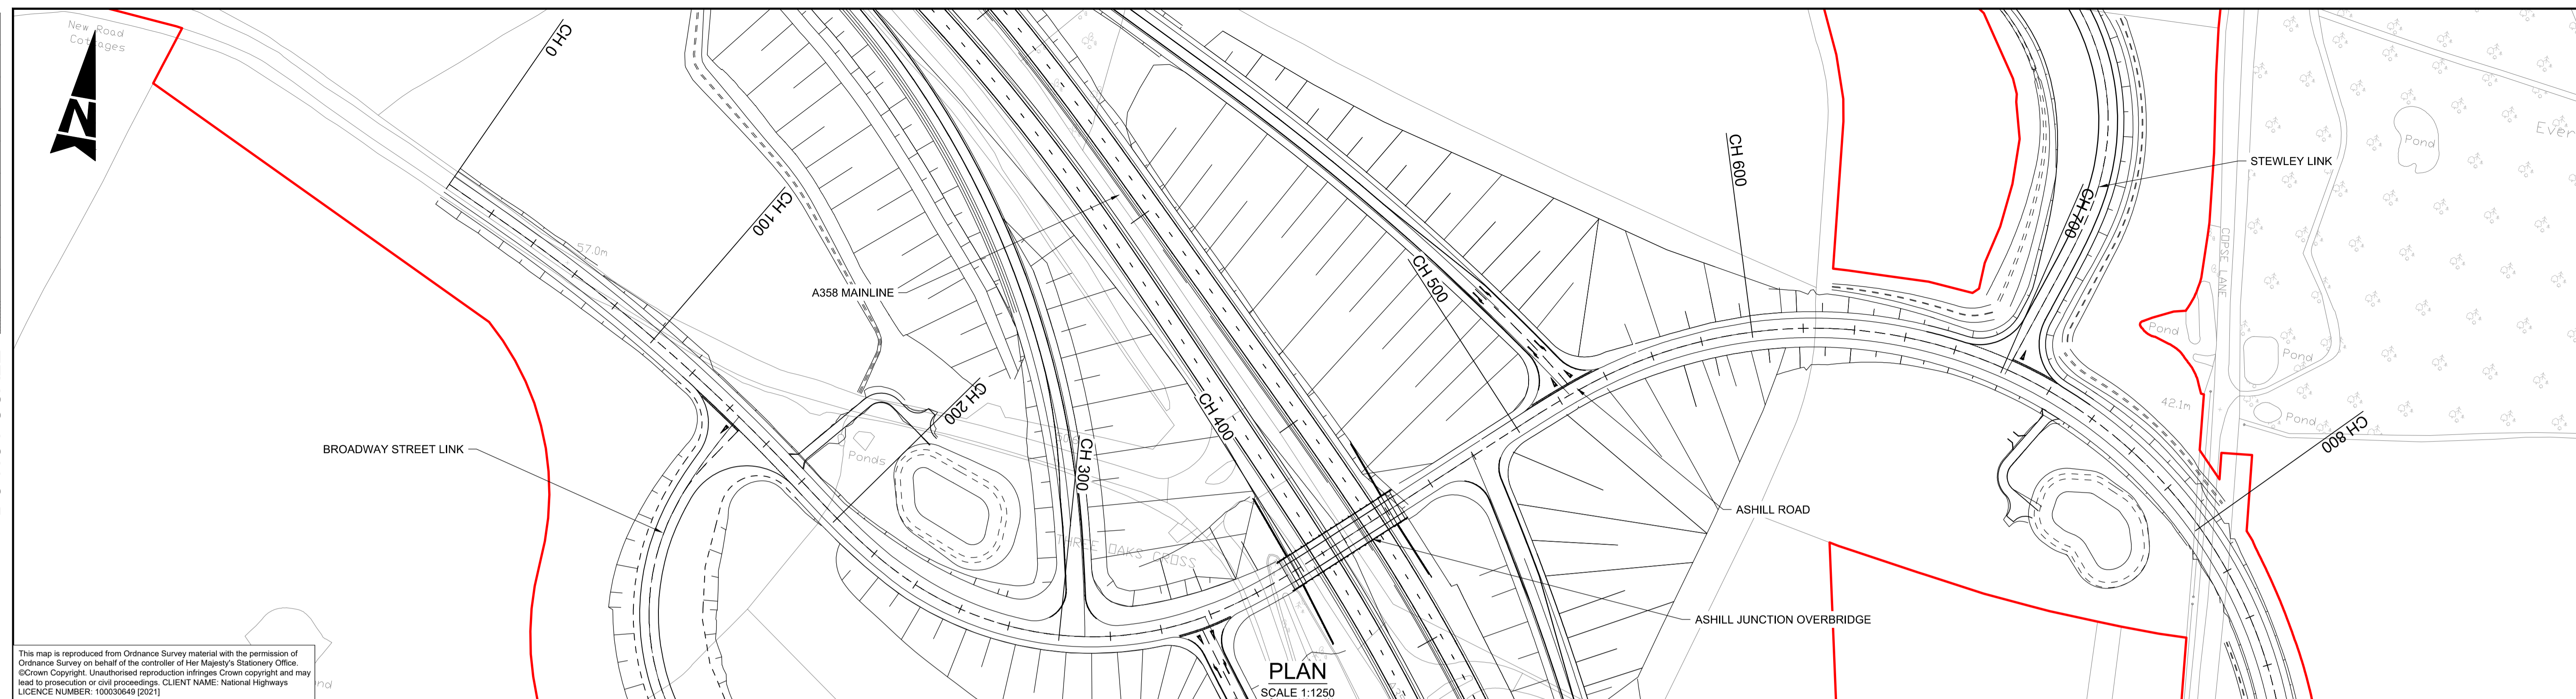 New Road
Cottages
N
CH 0
57.0m
CH 100
A358 MAINLINE
CH 200
BROADWAY STREET LINK
Ponds
CH 300
CH 400
THREE OAKS CROSS
CH 500
CH 600
CH 700
STEWLEY LINK
COPSE LANE
Pond
Ever
Pond
Pond
Pond
42.1m
CH 800
ASHILL ROAD
ASHILL JUNCTION OVERBRIDGE
This map is reproduced from Ordnance Survey material with the permission of
Ordnance Survey on behalf of the controller of Her Majesty's Stationery Office.
©Crown Copyright. Unauthorised reproduction infringes Crown copyright and may
lead to prosecution or civil proceedings. CLIENT NAME: National Highways
LICENCE NUMBER: 100030649 [2021]
PLAN
SCALE 1:1250